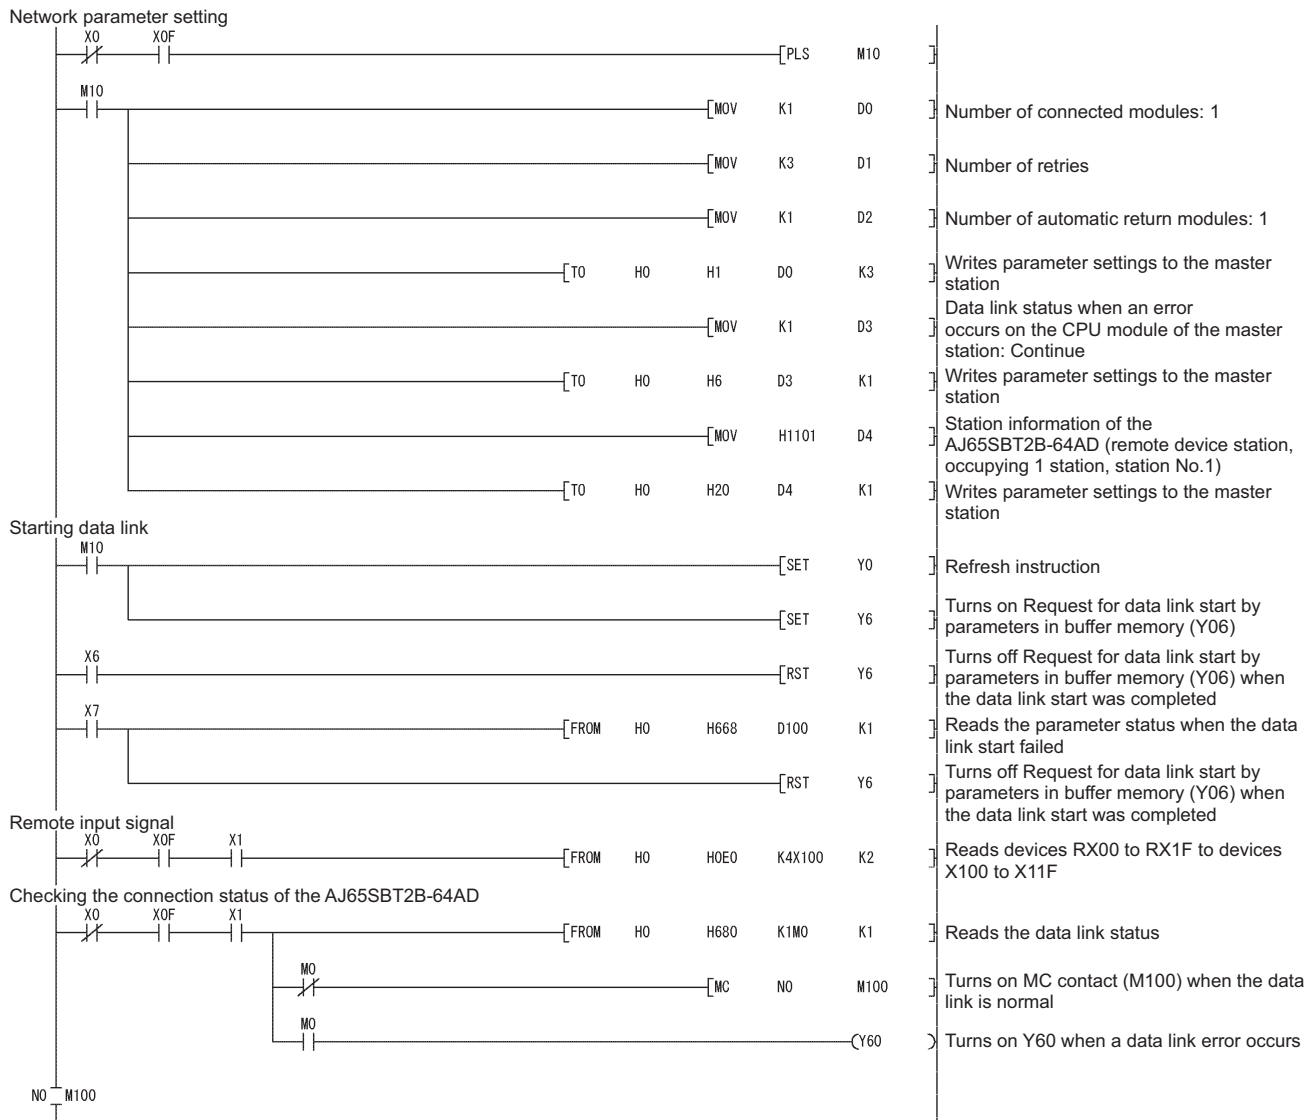 Network parameter setting
X0 X0F
PLS M10
M10
MOV K1 D0 Number of connected modules: 1
MOV K3 D1 Number of retries
MOV K1 D2 Number of automatic return modules: 1
TO H0 H1 D0 K3 Writes parameter settings to the master
station
Data link status when an error
MOV K1 D3 occurs on the CPU module of the master
station: Continue
TO H0 H6 D3 K1 Writes parameter settings to the master
station
Station information of the
MOV H1101 D4 AJ65SBT2B-64AD (remote device station,
occupying 1 station, station No.1)
TO H0 H20 D4 K1 Writes parameter settings to the master
station
Starting data link
M10
SET Y0 Refresh instruction
SET Y6 Turns on Request for data link start by
parameters in buffer memory (Y06)
X6
RST Y6 Turns off Request for data link start by
parameters in buffer memory (Y06) when
the data link start was completed
X7
FROM H0 H668 D100 K1 Reads the parameter status when the data
link start failed
RST Y6 Turns off Request for data link start by
parameters in buffer memory (Y06) when
the data link start was completed
Remote input signal
X0 X0F X1
FROM H0 H0E0 K4X100 K2 Reads devices RX00 to RX1F to devices
X100 to X11F
Checking the connection status of the AJ65SBT2B-64AD
X0 X0F X1
FROM H0 H680 K1M0 K1 Reads the data link status
M0
MC N0 M100 Turns on MC contact (M100) when the data
link is normal
M0
Y60 Turns on Y60 when a data link error occurs
N0 M100